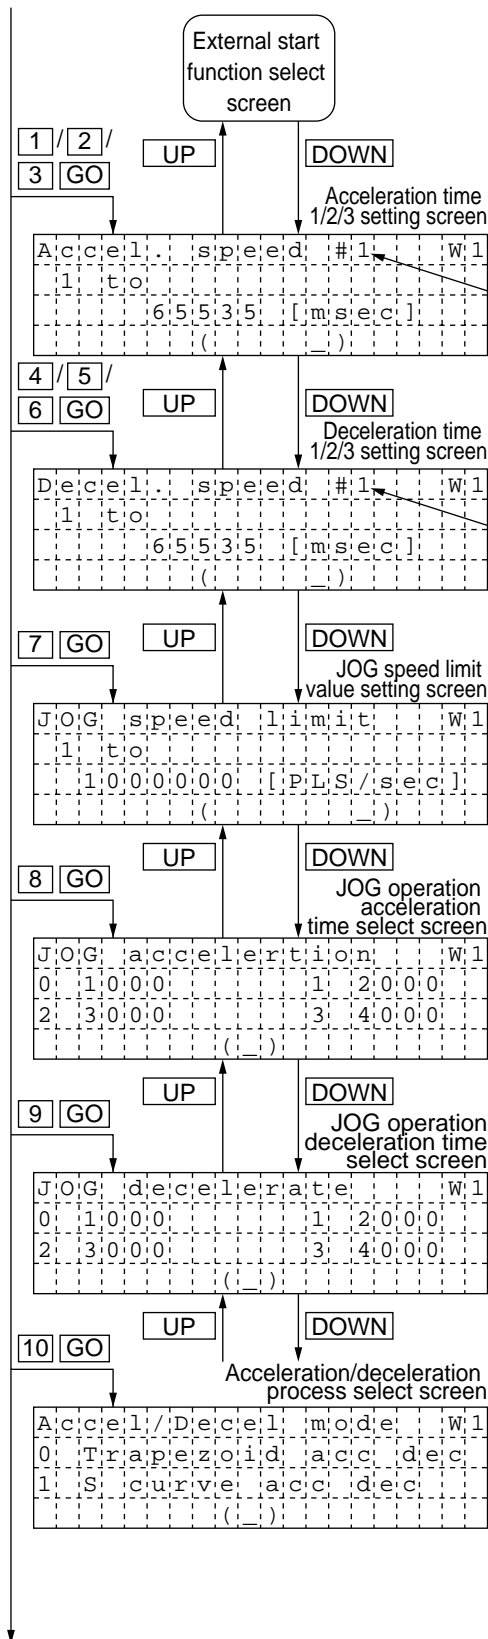 External start
function select
screen
1 / 2 /
3 GO
UP
DOWN
Acceleration time
1/2/3 setting screen
Accel. speed #1 W1
1 to
65535 [msec]
( _)
4 / 5 /
6 GO
UP
DOWN
Deceleration time
1/2/3 setting screen
Decel. speed #1 W1
1 to
65535 [msec]
( _)
UP
DOWN
7 GO
JOG speed limit
value setting screen
JOG speed limit W1
1 to
1000000 [PLS/sec]
( _)
UP
DOWN
8 GO
JOG operation
acceleration
time select screen
JOG accelertion W1
0 1000 1 2000
2 3000 3 4000
(_)
UP
DOWN
9 GO
JOG operation
deceleration time
select screen
JOG decelerate W1
0 1000 1 2000
2 3000 3 4000
(_)
UP
DOWN
10 GO
Acceleration/deceleration
process select screen
Accel/Decel mode W1
0 Trapezoid acc dec
1 S curve acc dec
(_)